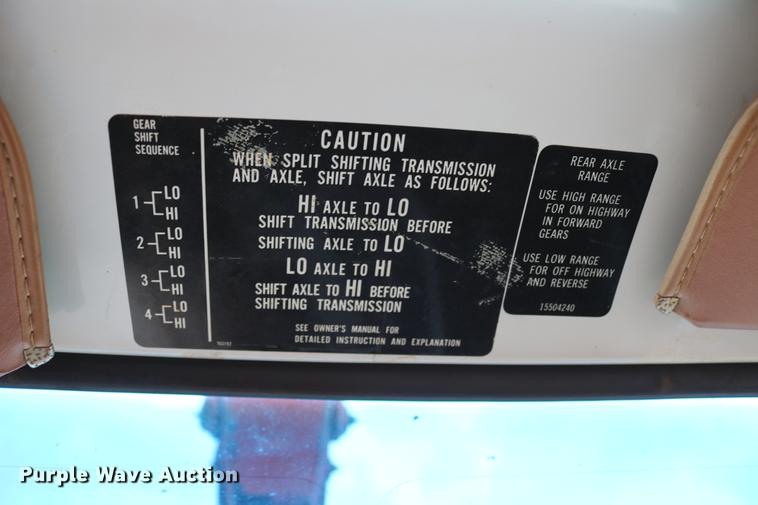 GEAR
SHIFT
SEQUENCE
1 LO
HI
2 LO
HI
3 LO
HI
4 LO
HI
CAUTION
WHEN SPLIT SHIFTING TRANSMISSION
AND AXLE, SHIFT AXLE AS FOLLOWS:
HI AXLE TO LO
SHIFT TRANSMISSION BEFORE
SHIFTING AXLE TO LO
LO AXLE TO HI
SHIFT AXLE TO HI BEFORE
SHIFTING TRANSMISSION
SEE OWNER'S MANUAL FOR
DETAILED INSTRUCTION AND EXPLANATION
REAR AXLE
RANGE
USE HIGH RANGE
FOR ON HIGHWAY
IN FORWARD
GEARS
USE LOW RANGE
FOR OFF HIGHWAY
AND REVERSE
15504240
Purple Wave Auction